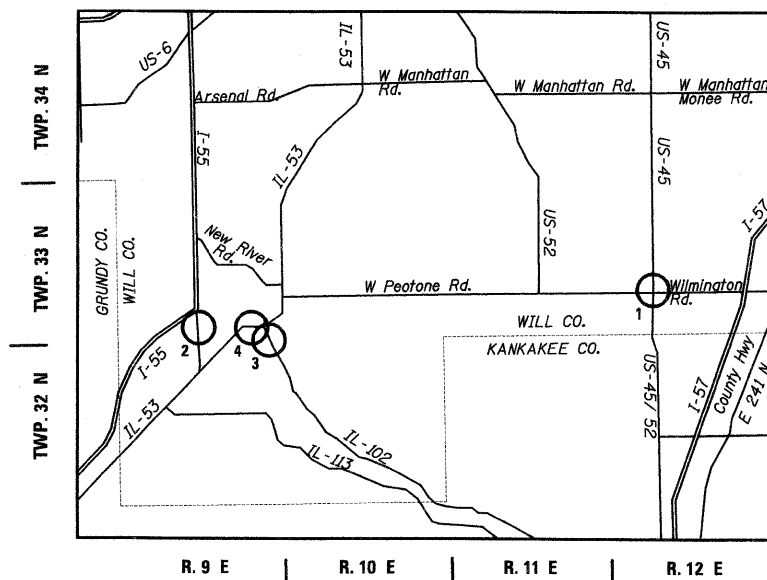 TWP. 34 N
TWP. 33 N
TWP. 32 N
US-6
IL-53
US-45
W Manhattan
Rd.
W Manhattan Rd.
W Manhattan
Monee Rd.
Arsenal Rd.
I-55
IL-53
US-45
I-57
New River
Rd.
US-52
GRUNDY CO.
WILL CO.
W Peotone Rd.
Wilmington
Rd.
1
2
4
3
WILL CO.
KANKAKEE CO.
I-55
IL-53
US-45/ 52
I-57
County Hwy
E 241 N
IL-102
IL-113
R. 9 E
R. 10 E
R. 11 E
R. 12 E